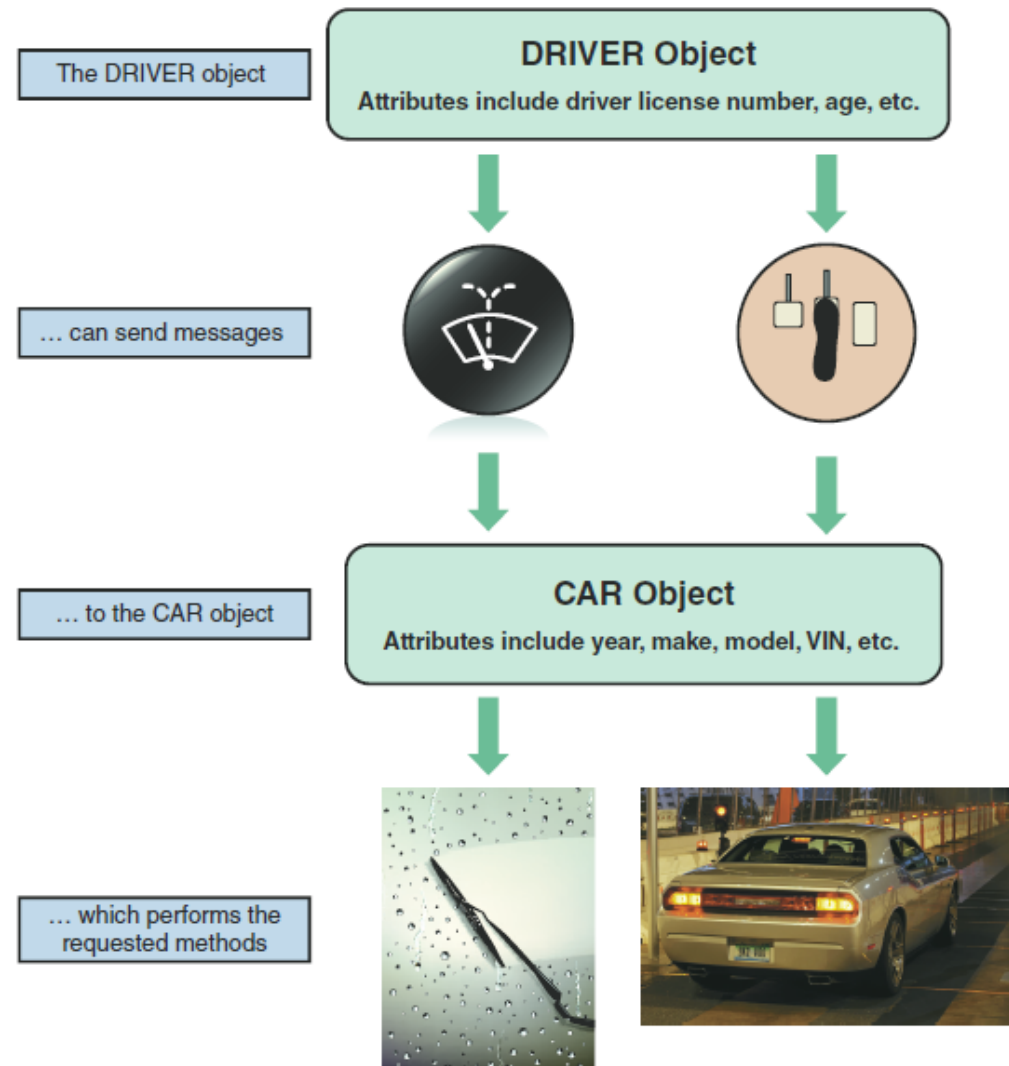 DRIVER Object
The DRIVER object
Attributes include driver license number, age, etc.
… can send messages
CAR Object
… to the CAR object
Attributes include year, make, model, VIN, etc.
… which performs the
requested methods